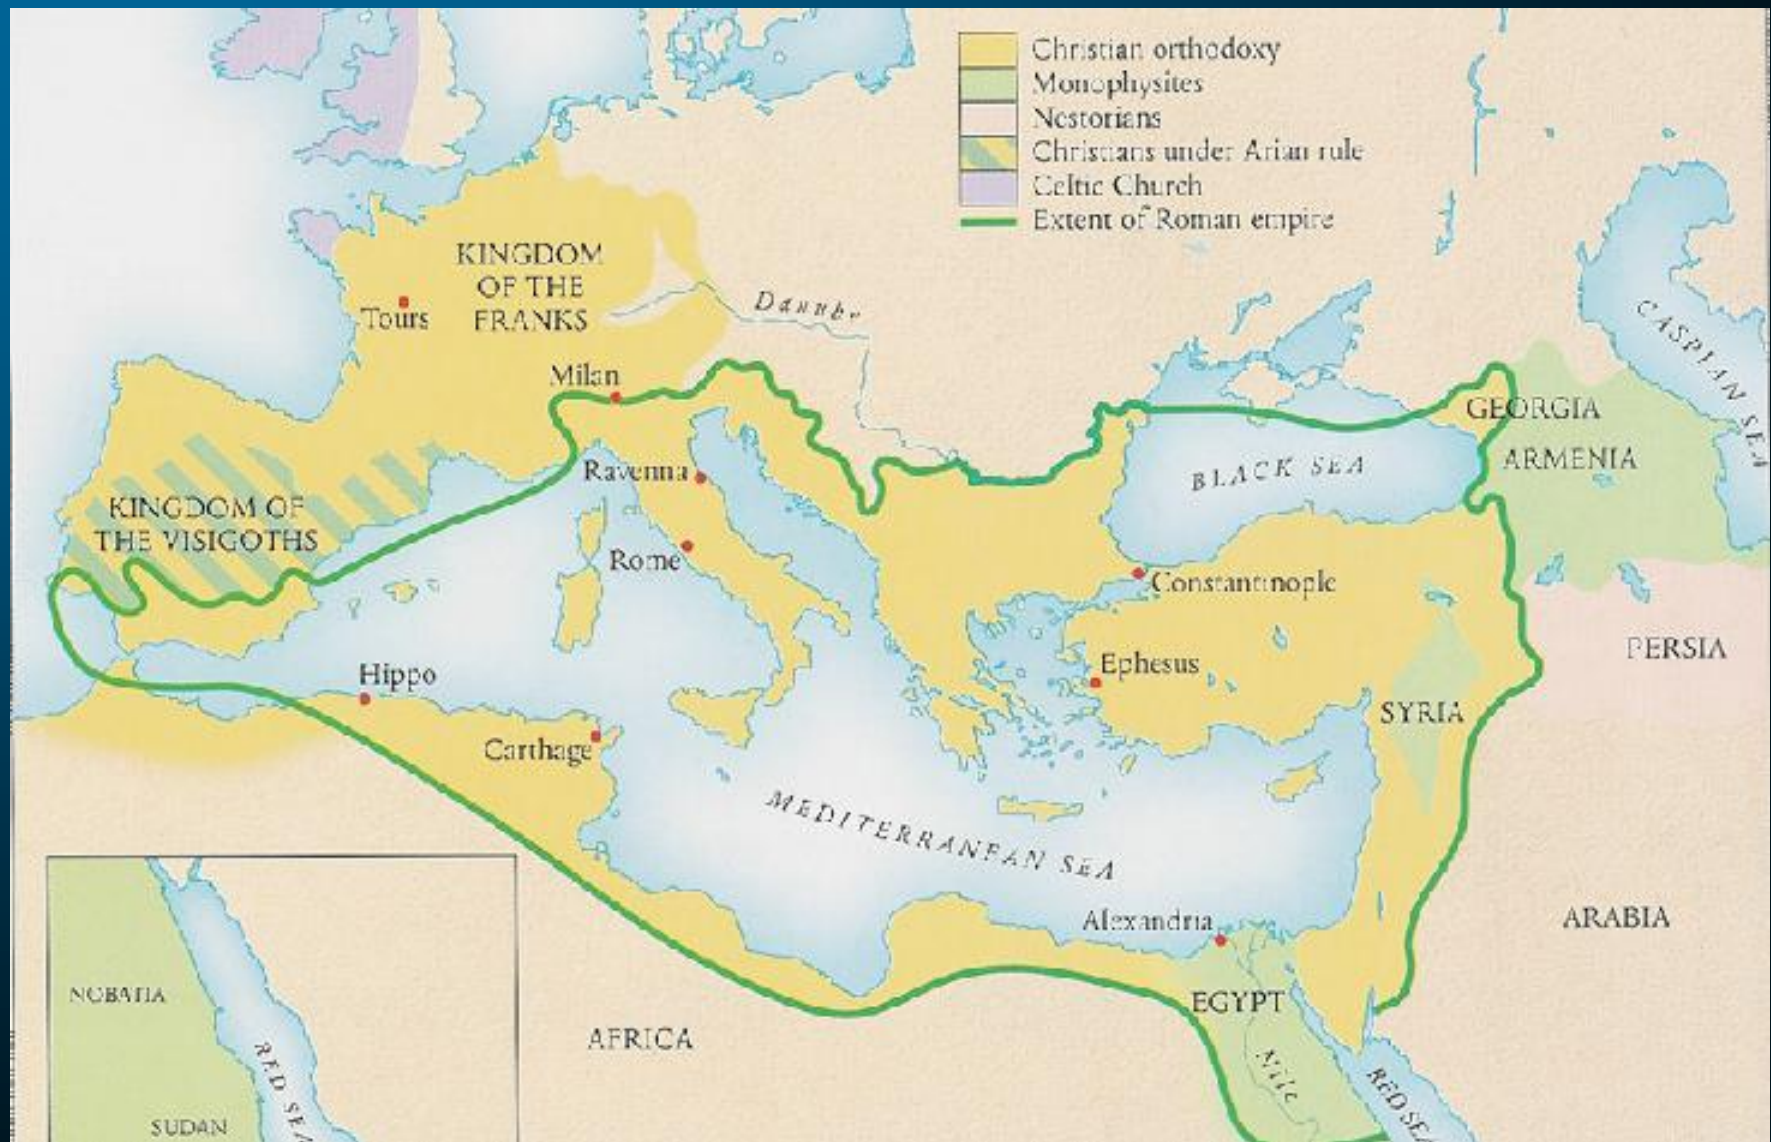 Christian orthodoxy
Monophysites
Nestorians
Christians under Arian rule
Celtic Church
Extent of Roman empire
KINGDOM
OF THE
FRANKS
Tours
Danube
Milan
CASPIAN SEA
GEORGIA
ARMENIA
BLACK SEA
Ravenna
KINGDOM OF
THE VISIGOTHS
Rome
Constantinople
PERSIA
Hippo
Ephesus
SYRIA
Carthage
MEDITERRANEAN SEA
Alexandria
ARABIA
NOBATIA
EGYPT
AFRICA
RED SEA
Nile
RED SEA
SUDAN